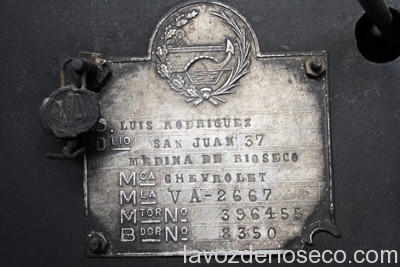 D. LUIS RODRIGUEZ
DLIO SAN JUAN 37
MEDINA DE RIOSECO
MCA CHEVROLET
MLA VA-2667
MTOR No 396455
BDOR No 8350
lavozderioseco.com